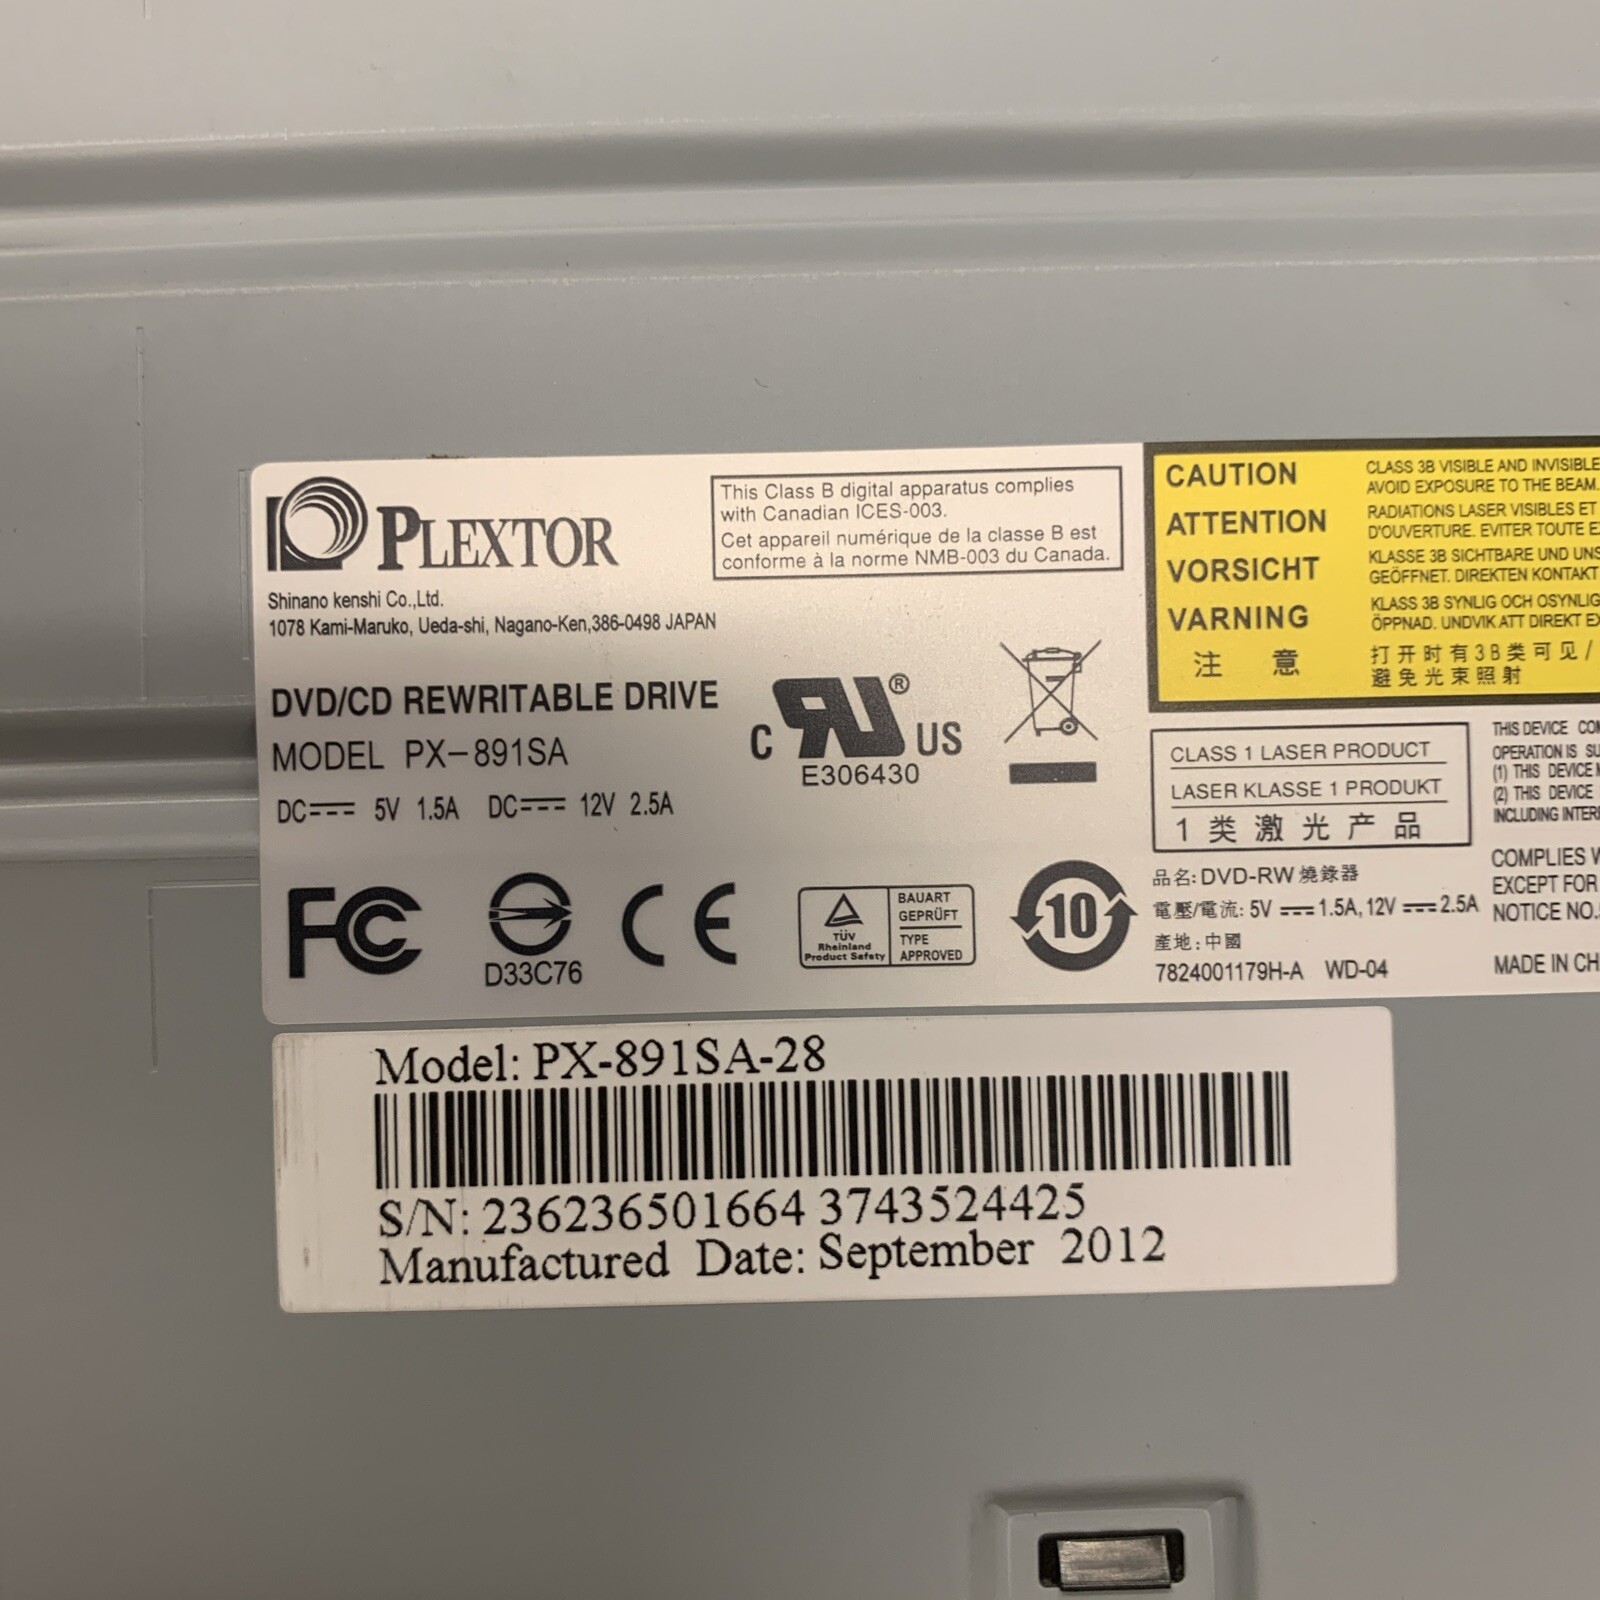 PLEXTOR
Shinano kenshi Co.,Ltd.
1078 Kami-Maruko, Ueda-shi, Nagano-Ken,386-0498 JAPAN
This Class B digital apparatus complies
with Canadian ICES-003.
Cet appareil numérique de la classe B est
conforme à la norme NMB-003 du Canada.
DVD/CD REWRITABLE DRIVE
MODEL PX-891SA
DC 5V 1.5A DC 12V 2.5A
C RU® US
E306430
FC
D33C76
CE
TÜV
Rheinland
Product Safety
BAUART
GEPRÜFT
TYPE
APPROVED
10
CAUTION
CLASS 3B VISIBLE AND INVISIBLE
AVOID EXPOSURE TO THE BEAM.
ATTENTION
RADIATIONS LASER VISIBLES ET
D'OUVERTURE. EVITER TOUTE
VORSICHT
KLASSE 3B SICHTBARE UND
GEÖFFNET. DIREKTEN KONTAKT
VARNING
KLASS 3B SYNLIG OCH
ÖPPNAD. UNDVIK ATT DIREKT
注 意
打开时有3B类可见/
避免光束照射
CLASS 1 LASER PRODUCT
LASER KLASSE 1 PRODUKT
1 类 激 光 产 品
THIS DEVICE
OPERATION IS
(1) THIS DEVICE
(2) THIS DEVICE
INCLUDING
品名: DVD-RW 燒錄器
電壓/電流: 5V 1.5A, 12V 2.5A
產地: 中國
7824001179H-A WD-04
COMPLIES
EXCEPT FOR
NOTICE
MADE IN
Model: PX-891SA-28
S/N: 236236501664 3743524425
Manufactured Date: September 2012